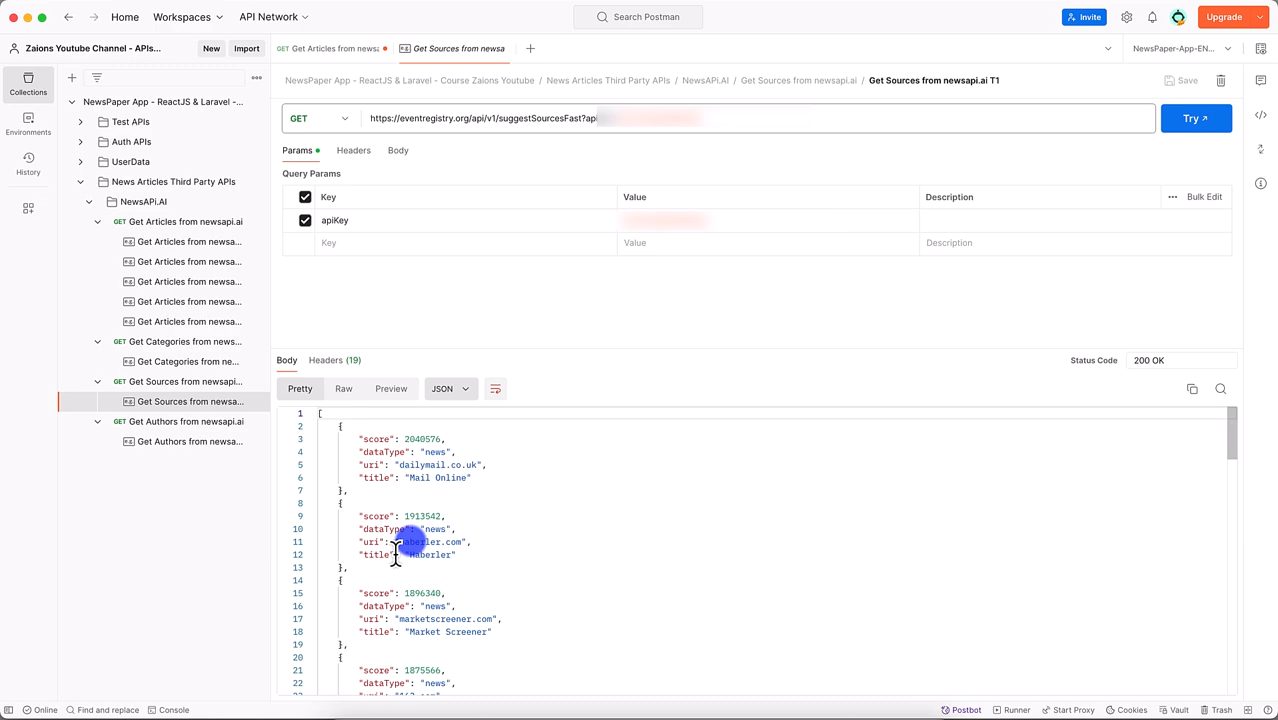 Home Workspaces API Network Search Postman Invite Upgrade
Zaions Youtube Channel - APIs... New Import GET Get Articles from newsa e.g. Get Sources from newsa NewsPaper-App-EN...
Collections
Environments
History
NewsPaper App - ReactJS & Laravel -...
Test APIs
Auth APIs
UserData
News Articles Third Party APIs
NewsAPi.AI
GET Get Articles from newsapi.ai
e.g. Get Articles from newsa...
e.g. Get Articles from newsa...
e.g. Get Articles from newsa...
e.g. Get Articles from newsa...
e.g. Get Articles from newsa...
GET Get Categories from news...
e.g. Get Categories from ne...
GET Get Sources from newsapi...
e.g. Get Sources from newsa...
GET Get Authors from newsapi.ai
e.g. Get Authors from newsa...
NewsPaper App - ReactJS & Laravel - Course Zaions Youtube / News Articles Third Party APIs / NewsAPi.AI / Get Sources from newsapi.ai / Get Sources from newsapi.ai T1 Save
GET https://eventregistry.org/api/v1/suggestSourcesFast?api Try
Params Headers Body
Query Params
Key Value Description Bulk Edit
apiKey
Key Value Description
Body Headers (19) Status Code 200 OK
Pretty Raw Preview JSON
1 [
2 {
3 "score": 2040576,
4 "dataType": "news",
5 "uri": "dailymail.co.uk",
6 "title": "Mail Online"
7 },
8 {
9 "score": 1913542,
10 "dataType": "news",
11 "uri": "haberler.com",
12 "title": "Haberler"
13 },
14 {
15 "score": 1896340,
16 "dataType": "news",
17 "uri": "marketscreener.com",
18 "title": "Market Screener"
19 },
20 {
21 "score": 1875566,
22 "dataType": "news",
Online Find and replace Console Postbot Runner Start Proxy Cookies Vault Trash